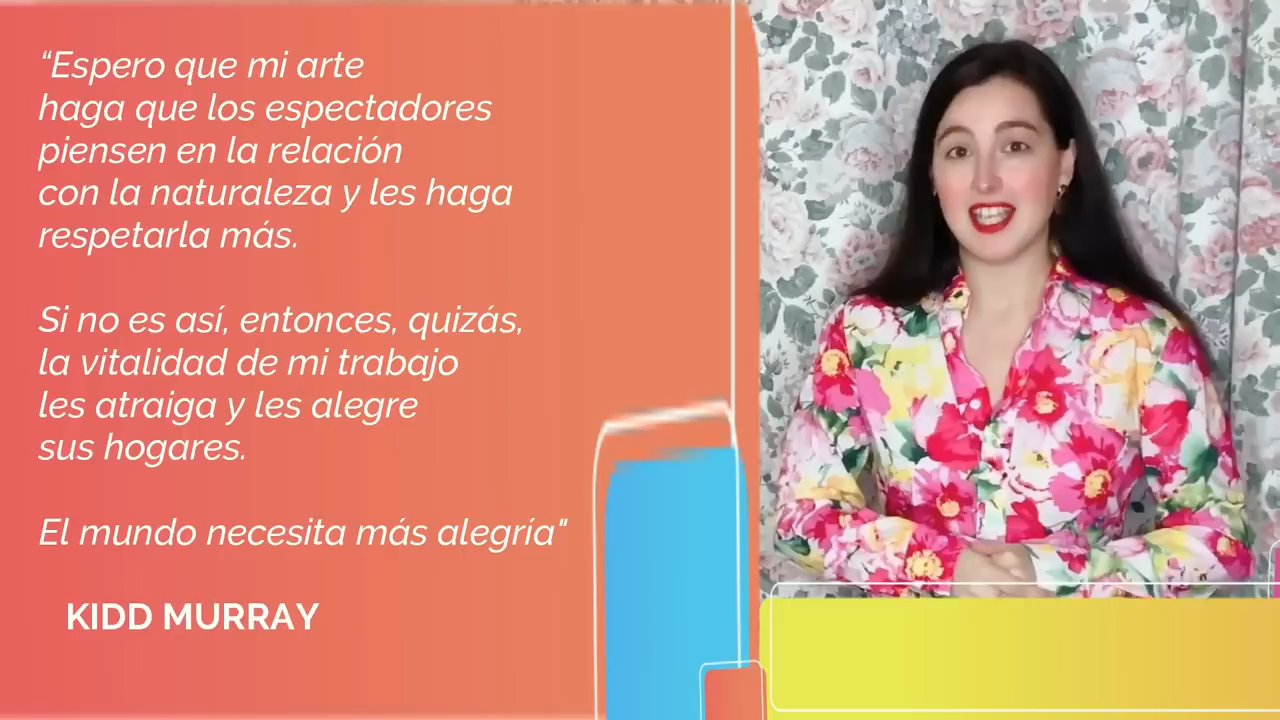 “Espero que mi arte
haga que los espectadores
piensen en la relación
con la naturaleza y les haga
respetarla más.
Si no es así, entonces, quizás,
la vitalidad de mi trabajo
les atraiga y les alegre
sus hogares.
El mundo necesita más alegría"
KIDD MURRAY